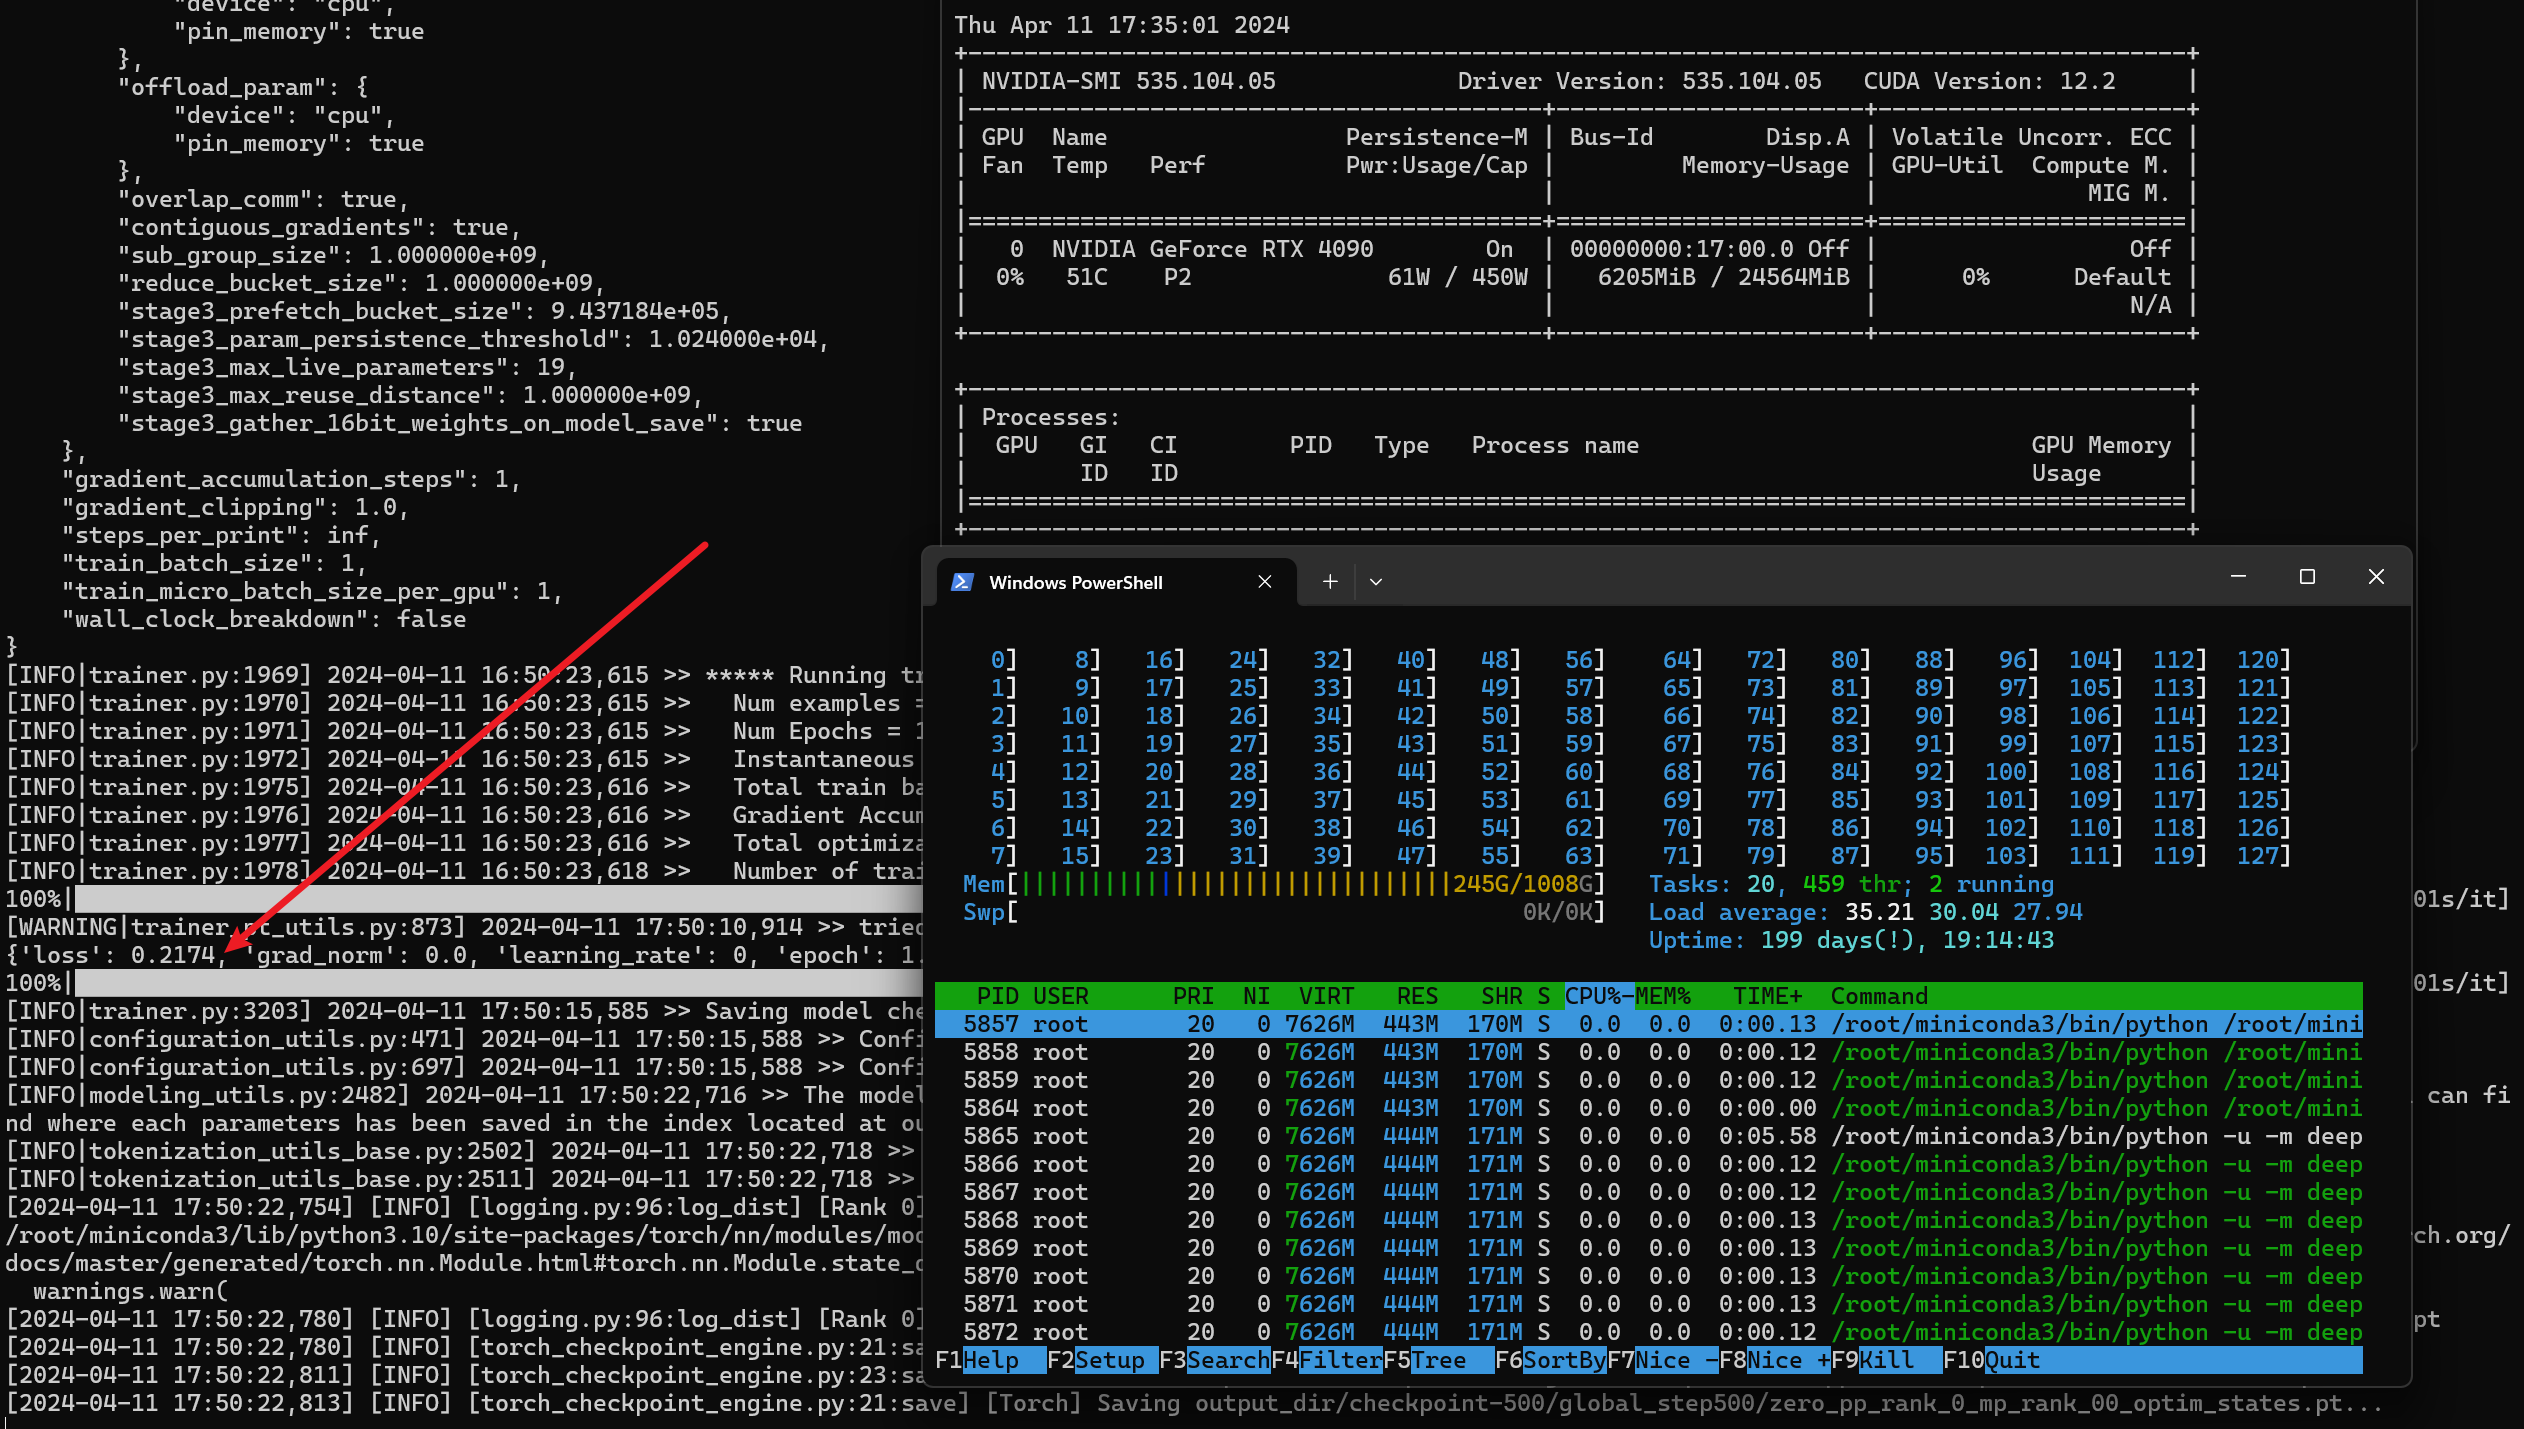 "device": "cpu",
"pin_memory": true
},
"offload_param": {
"device": "cpu",
"pin_memory": true
},
"overlap_comm": true,
"contiguous_gradients": true,
"sub_group_size": 1.000000e+09,
"reduce_bucket_size": 1.000000e+09,
"stage3_prefetch_bucket_size": 9.437184e+05,
"stage3_param_persistence_threshold": 1.024000e+04,
"stage3_max_live_parameters": 19,
"stage3_max_reuse_distance": 1.000000e+09,
"stage3_gather_16bit_weights_on_model_save": true
},
"gradient_accumulation_steps": 1,
"gradient_clipping": 1.0,
"steps_per_print": inf,
"train_batch_size": 1,
"train_micro_batch_size_per_gpu": 1,
"wall_clock_breakdown": false
}
[INFO|trainer.py:1969] 2024-04-11 16:50:23,615 >> ***** Running
[INFO|trainer.py:1970] 2024-04-11 16:50:23,615 >> Num examples =
[INFO|trainer.py:1971] 2024-04-11 16:50:23,615 >> Num Epochs =
[INFO|trainer.py:1972] 2024-04-11 16:50:23,615 >> Instantaneous
[INFO|trainer.py:1975] 2024-04-11 16:50:23,616 >> Total train
[INFO|trainer.py:1976] 2024-04-11 16:50:23,616 >> Gradient
[INFO|trainer.py:1977] 2024-04-11 16:50:23,616 >> Total
[INFO|trainer.py:1978] 2024-04-11 16:50:23,618 >> Number of
100%| 01s/it]
[WARNING|trainer_pt_utils.py:873] 2024-04-11 17:50:10,914 >> tried
{'loss': 0.2174, 'grad_norm': 0.0, 'learning_rate': 0, 'epoch': 1.
100%| 01s/it]
[INFO|trainer.py:3203] 2024-04-11 17:50:15,585 >> Saving model
[INFO|configuration_utils.py:471] 2024-04-11 17:50:15,588 >>
[INFO|configuration_utils.py:697] 2024-04-11 17:50:15,588 >>
[INFO|modeling_utils.py:2482] 2024-04-11 17:50:22,716 >> The can fi
nd where each parameters has been saved in the index located at
[INFO|tokenization_utils_base.py:2502] 2024-04-11 17:50:22,718 >>
[INFO|tokenization_utils_base.py:2511] 2024-04-11 17:50:22,718 >>
[2024-04-11 17:50:22,754] [INFO] [logging.py:96:log_dist] [Rank 0]
/root/miniconda3/lib/python3.10/site-packages/torch/nn/modules/ ch.org/
docs/master/generated/torch.nn.Module.html#torch.nn.Module.state_
warnings.warn(
[2024-04-11 17:50:22,780] [INFO] [logging.py:96:log_dist] [Rank 0] pt
[2024-04-11 17:50:22,780] [INFO] [torch_checkpoint_engine.py:21:
[2024-04-11 17:50:22,811] [INFO] [torch_checkpoint_engine.py:23:
[2024-04-11 17:50:22,813] [INFO] [torch_checkpoint_engine.py:21:save] [Torch] Saving output_dir/checkpoint-500/global_step500/zero_pp_rank_0_mp_rank_00_optim_states.pt...
Thu Apr 11 17:35:01 2024
NVIDIA-SMI 535.104.05 Driver Version: 535.104.05 CUDA Version: 12.2
GPU Name Persistence-M | Bus-Id Disp.A | Volatile Uncorr. ECC
Fan Temp Perf Pwr:Usage/Cap | Memory-Usage | GPU-Util Compute M.
MIG M.
0 NVIDIA GeForce RTX 4090 On | 00000000:17:00.0 Off | Off
0% 51C P2 61W / 450W | 6205MiB / 24564MiB | 0% Default
N/A
Processes:
GPU GI CI PID Type Process name GPU Memory
ID ID Usage
Windows PowerShell
0] 8] 16] 24] 32] 40] 48] 56] 64] 72] 80] 88] 96] 104] 112] 120]
1] 9] 17] 25] 33] 41] 49] 57] 65] 73] 81] 89] 97] 105] 113] 121]
2] 10] 18] 26] 34] 42] 50] 58] 66] 74] 82] 90] 98] 106] 114] 122]
3] 11] 19] 27] 35] 43] 51] 59] 67] 75] 83] 91] 99] 107] 115] 123]
4] 12] 20] 28] 36] 44] 52] 60] 68] 76] 84] 92] 100] 108] 116] 124]
5] 13] 21] 29] 37] 45] 53] 61] 69] 77] 85] 93] 101] 109] 117] 125]
6] 14] 22] 30] 38] 46] 54] 62] 70] 78] 86] 94] 102] 110] 118] 126]
7] 15] 23] 31] 39] 47] 55] 63] 71] 79] 87] 95] 103] 111] 119] 127]
Mem[245G/1008G] Tasks: 20, 459 thr; 2 running
Swp[0K/0K] Load average: 35.21 30.04 27.94
Uptime: 199 days(!), 19:14:43
PID USER PRI NI VIRT RES SHR S CPU%-MEM% TIME+ Command
5857 root 20 0 7626M 443M 170M S 0.0 0.0 0:00.13 /root/miniconda3/bin/python /root/mini
5858 root 20 0 7626M 443M 170M S 0.0 0.0 0:00.12 /root/miniconda3/bin/python /root/mini
5859 root 20 0 7626M 443M 170M S 0.0 0.0 0:00.12 /root/miniconda3/bin/python /root/mini
5864 root 20 0 7626M 443M 170M S 0.0 0.0 0:00.00 /root/miniconda3/bin/python /root/mini
5865 root 20 0 7626M 444M 171M S 0.0 0.0 0:05.58 /root/miniconda3/bin/python -u -m deep
5866 root 20 0 7626M 444M 171M S 0.0 0.0 0:00.12 /root/miniconda3/bin/python -u -m deep
5867 root 20 0 7626M 444M 171M S 0.0 0.0 0:00.12 /root/miniconda3/bin/python -u -m deep
5868 root 20 0 7626M 444M 171M S 0.0 0.0 0:00.13 /root/miniconda3/bin/python -u -m deep
5869 root 20 0 7626M 444M 171M S 0.0 0.0 0:00.13 /root/miniconda3/bin/python -u -m deep
5870 root 20 0 7626M 444M 171M S 0.0 0.0 0:00.13 /root/miniconda3/bin/python -u -m deep
5871 root 20 0 7626M 444M 171M S 0.0 0.0 0:00.13 /root/miniconda3/bin/python -u -m deep
5872 root 20 0 7626M 444M 171M S 0.0 0.0 0:00.12 /root/miniconda3/bin/python -u -m deep
F1Help F2Setup F3SearchF4FilterF5Tree F6SortByF7Nice -F8Nice +F9Kill F10Quit